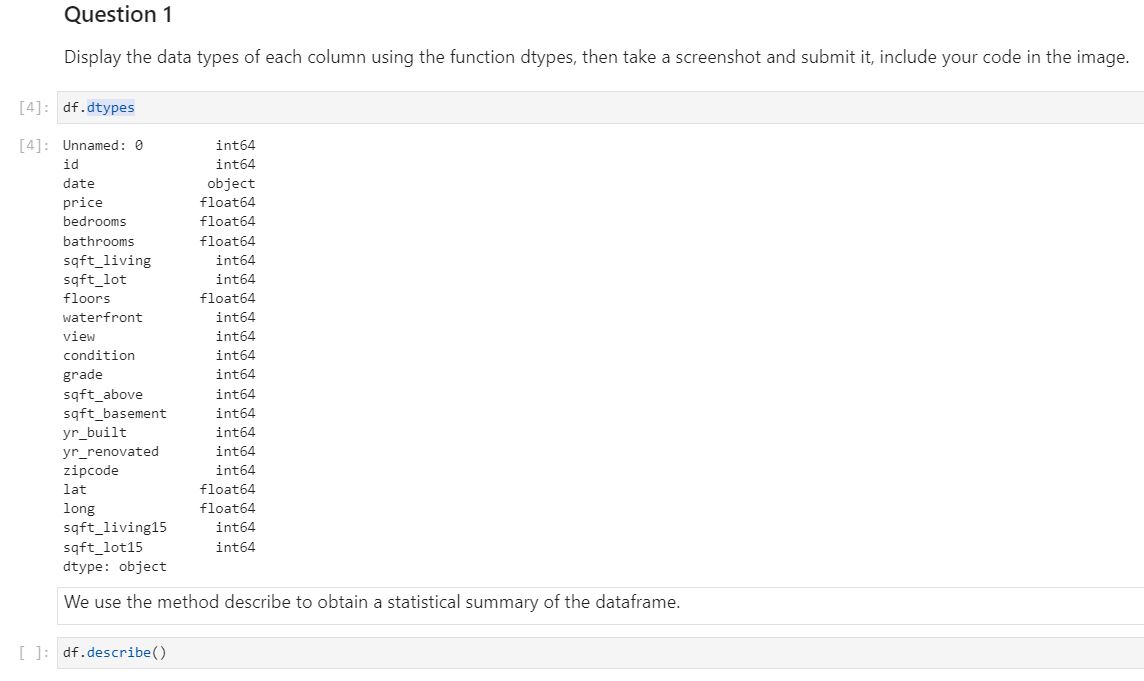 Question 1
Display the data types of each column using the function dtypes, then take a screenshot and submit it, include your code in the image.
[4]: df.dtypes
[4]: Unnamed: 0 int64
id int64
date object
price float64
bedrooms float64
bathrooms float64
sqft_living int64
sqft_lot int64
floors float64
waterfront int64
view int64
condition int64
grade int64
sqft_above int64
sqft_basement int64
yr_built int64
yr_renovated int64
zipcode int64
lat float64
long float64
sqft_living15 int64
sqft_lot15 int64
dtype: object
We use the method describe to obtain a statistical summary of the dataframe.
[ ]: df.describe()